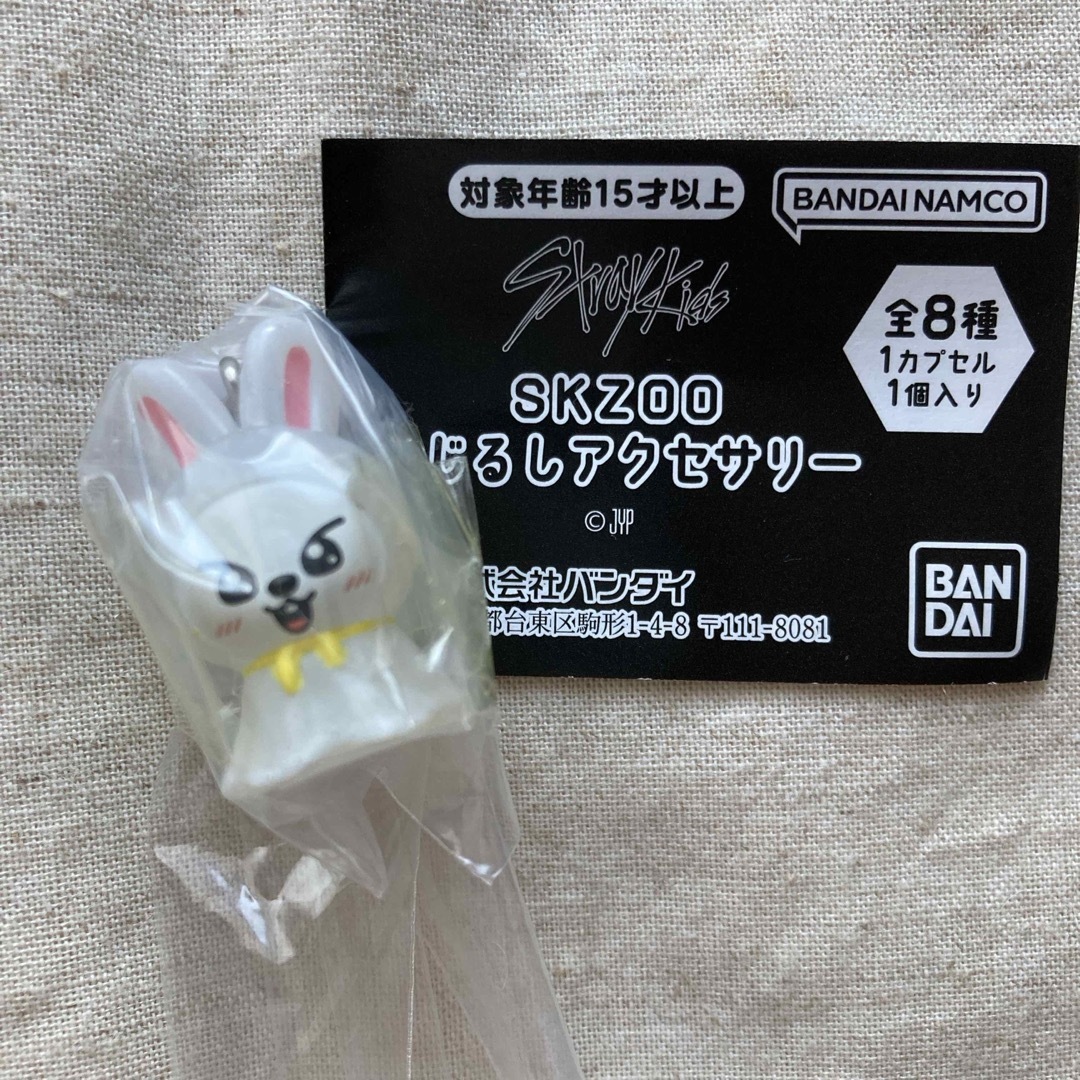 対象年齢15才以上
BANDAI NAMCO
Stray Kids
全8種
1カプセル
1個入り
SKZOO
じるしアクセサリー
© JYP
会社バンダイ
都台東区駒形1-4-8 〒111-8081
BAN
DAI